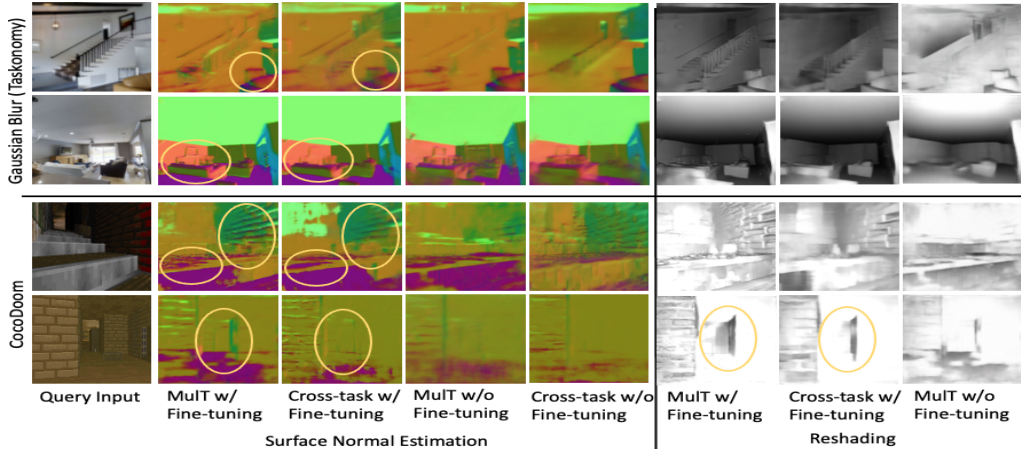 Gaussian Blur (Taskonomy)
CocoDoom
Query Input
MulT w/
Fine-tuning
Cross-task w/
Fine-tuning
MulT w/o
Fine-tuning
Cross-task w/o
Fine-tuning
MulT w/
Fine-tuning
Cross-task w/
Fine-tuning
MulT w/o
Fine-tuning
Surface Normal Estimation
Reshading